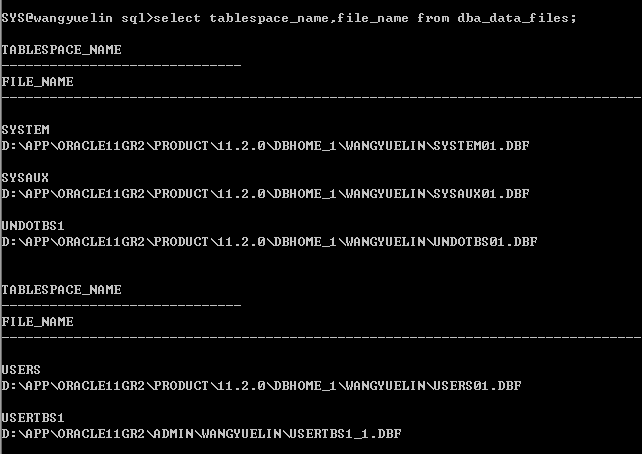 SYS@wangyuelin sql>select tablespace_name,file_name from dba_data_files;
TABLESPACE_NAME
------------------------------
FILE_NAME
--------------------------------------------------------------------------------
SYSTEM
D:\APP\ORACLE11GR2\PRODUCT\11.2.0\DBHOME_1\WANGYUELIN\SYSTEM01.DBF
SYSAUX
D:\APP\ORACLE11GR2\PRODUCT\11.2.0\DBHOME_1\WANGYUELIN\SYSAUX01.DBF
UNDOTBS1
D:\APP\ORACLE11GR2\PRODUCT\11.2.0\DBHOME_1\WANGYUELIN\UNDOTBS01.DBF
TABLESPACE_NAME
------------------------------
FILE_NAME
--------------------------------------------------------------------------------
USERS
D:\APP\ORACLE11GR2\PRODUCT\11.2.0\DBHOME_1\WANGYUELIN\USERS01.DBF
USERTBS1
D:\APP\ORACLE11GR2\ADMIN\WANGYUELIN\USERTBS1_1.DBF